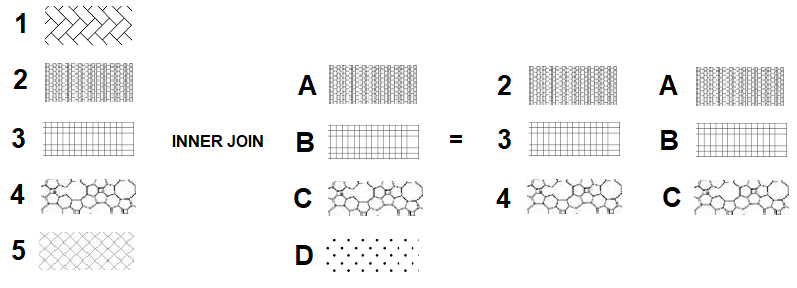 1
2 A 2 A
3 INNER JOIN B = 3 B
4 C 4 C
5 D